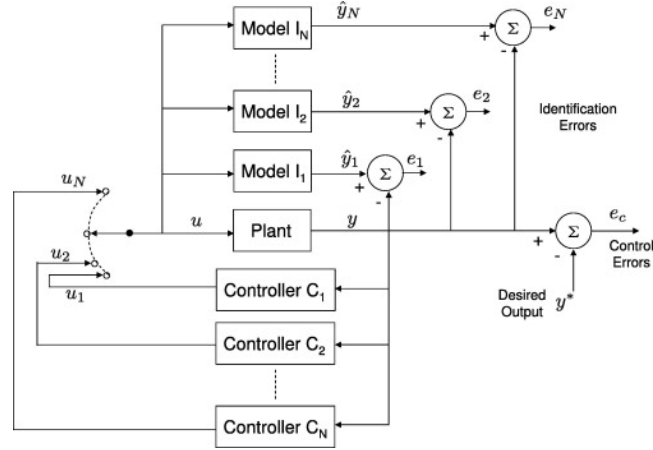 Model I_N
ŷ_N
+
-
Σ
e_N
Model I_2
ŷ_2
+
-
Σ
e_2
Identification
Errors
Model I_1
ŷ_1
+
-
Σ
e_1
u_N
u
Plant
y
+
-
Σ
e_c
Control
Errors
u_2
u_1
Desired
Output
y*
Controller C_1
Controller C_2
Controller C_N